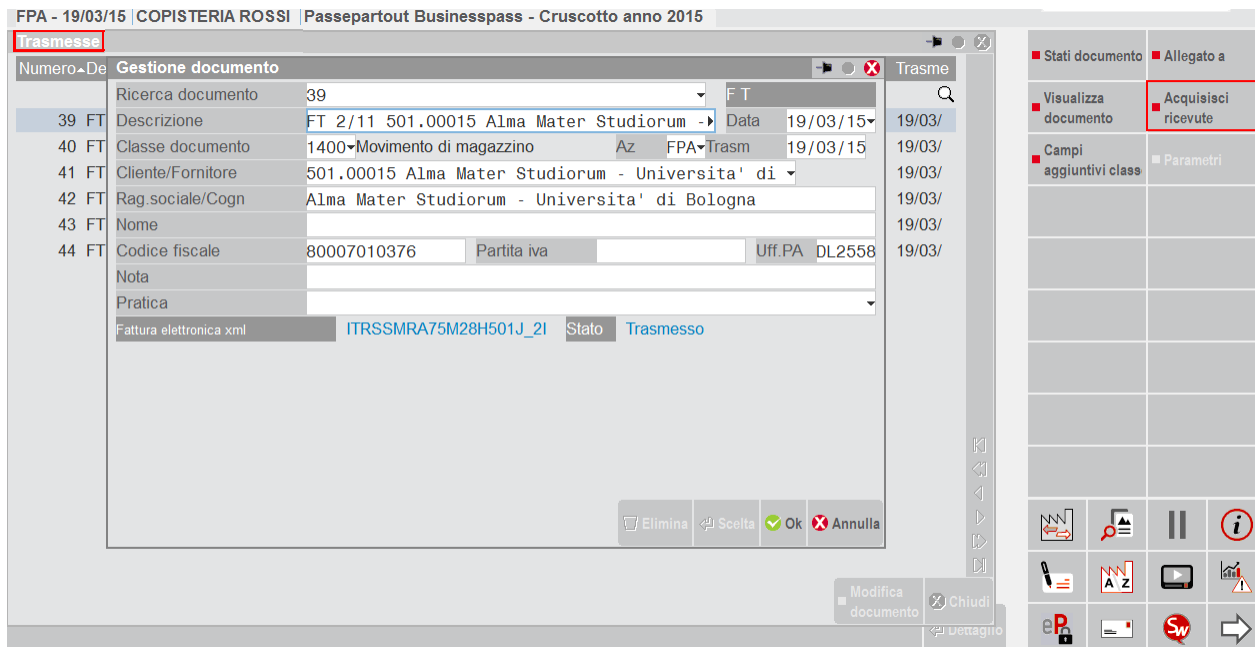 FPA - 19/03/15 COPISTERIA ROSSI Passepartout Businesspass - Cruscotto anno 2015
Trasmesse
Numero De Gestione documento Trasme
Ricerca documento 39 F T
39 FT Descrizione FT 2/11 501.00015 Alma Mater Studiorum - Data 19/03/15 19/03/
40 FT Classe documento 1400 Movimento di magazzino Az FPA Trasm 19/03/15 19/03/
41 FT Cliente/Fornitore 501.00015 Alma Mater Studiorum - Universita' di 19/03/
42 FT Rag.sociale/Cogn Alma Mater Studiorum - Universita' di Bologna 19/03/
43 FT Nome 19/03/
44 FT Codice fiscale 80007010376 Partita iva Uff.PA DL2558 19/03/
Nota
Pratica
Fattura elettronica xml ITRSSMRA75M28H501J_2I Stato Trasmesso
Elimina Scelta Ok Annulla
Modifica documento Chiudi
Dettaglio
Stati documento Allegato a
Visualizza documento Acquisisci ricevute
Campi aggiuntivi class Parametri
A Z
eP
Sw